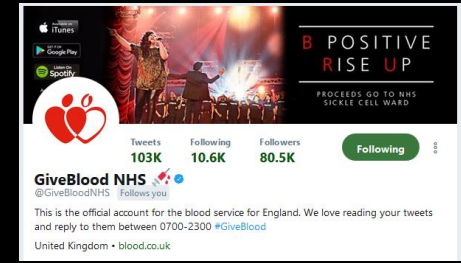 Available on
iTunes
GET IT ON
Google Play
Listen On
Spotify
B POSITIVE
RISE UP
PROCEEDS GO TO NHS
SICKLE CELL WARD
Tweets Following Followers
103K 10.6K 80.5K
Following
GiveBlood NHS
@GiveBloodNHS Follows you
This is the official account for the blood service for England. We love reading your tweets
and reply to them between 0700-2300 #GiveBlood
United Kingdom • blood.co.uk